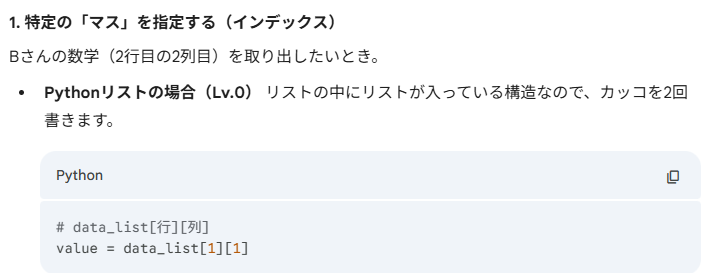 1. 特定の「マス」を指定する（インデックス）
Bさんの数学（2行目の2列目）を取り出したいとき。
• Pythonリストの場合（Lv.0） リストの中にリストが入っている構造なので、カッコを2回
書きます。
Python
# data_list[行][列]
value = data_list[1][1]